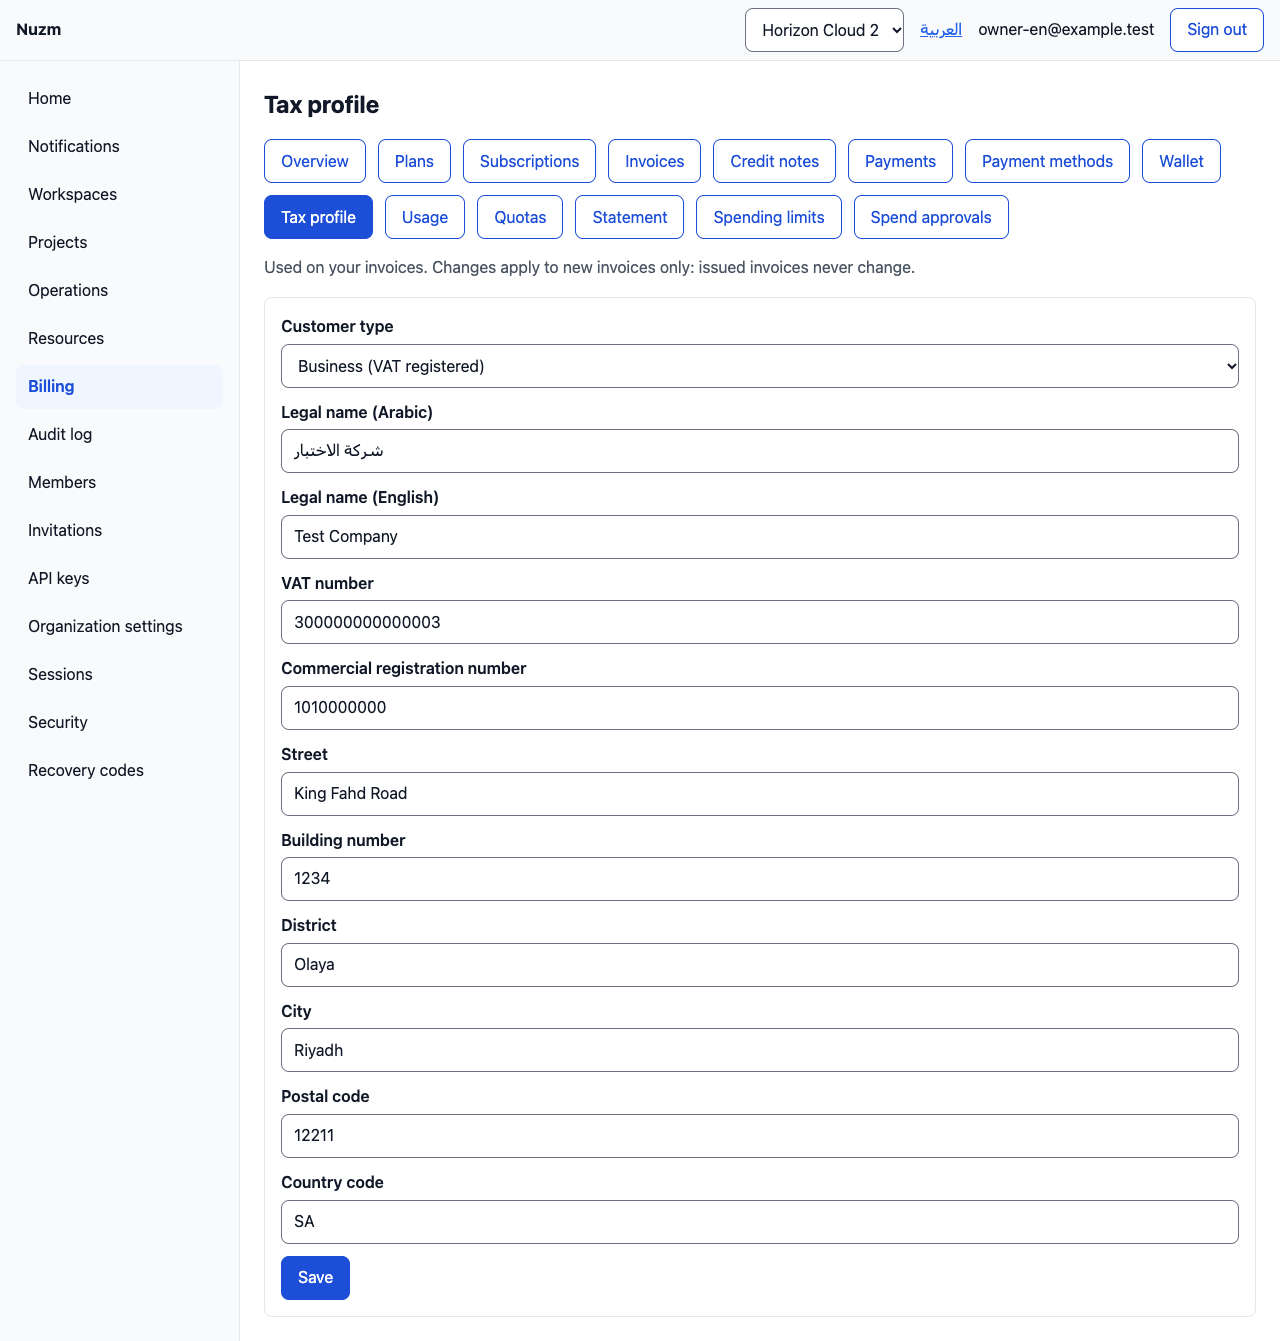 Nuzm
Horizon Cloud 2
العربية
owner-en@example.test
Sign out
Home
Notifications
Workspaces
Projects
Operations
Resources
Billing
Audit log
Members
Invitations
API keys
Organization settings
Sessions
Security
Recovery codes
Tax profile
Overview
Plans
Subscriptions
Invoices
Credit notes
Payments
Payment methods
Wallet
Tax profile
Usage
Quotas
Statement
Spending limits
Spend approvals
Used on your invoices. Changes apply to new invoices only: issued invoices never change.
Customer type
Business (VAT registered)
Legal name (Arabic)
شركة الاختبار
Legal name (English)
Test Company
VAT number
300000000000003
Commercial registration number
1010000000
Street
King Fahd Road
Building number
1234
District
Olaya
City
Riyadh
Postal code
12211
Country code
SA
Save